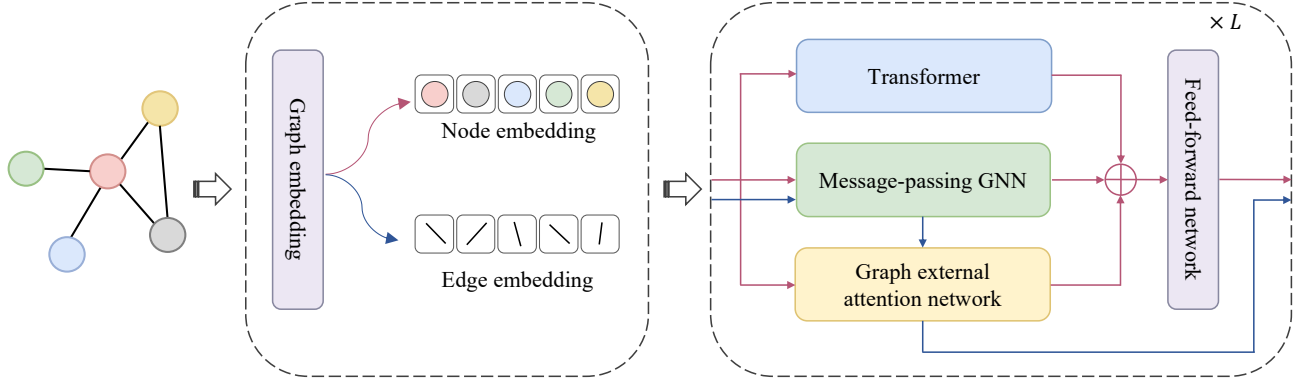 Graph embedding
Node embedding
Edge embedding
× L
Transformer
Message-passing GNN
Graph external
attention network
Feed-forward network